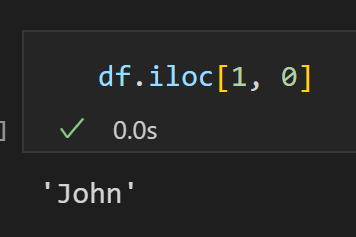 df.iloc[1, 0]
] ✓ 0.0s
'John'